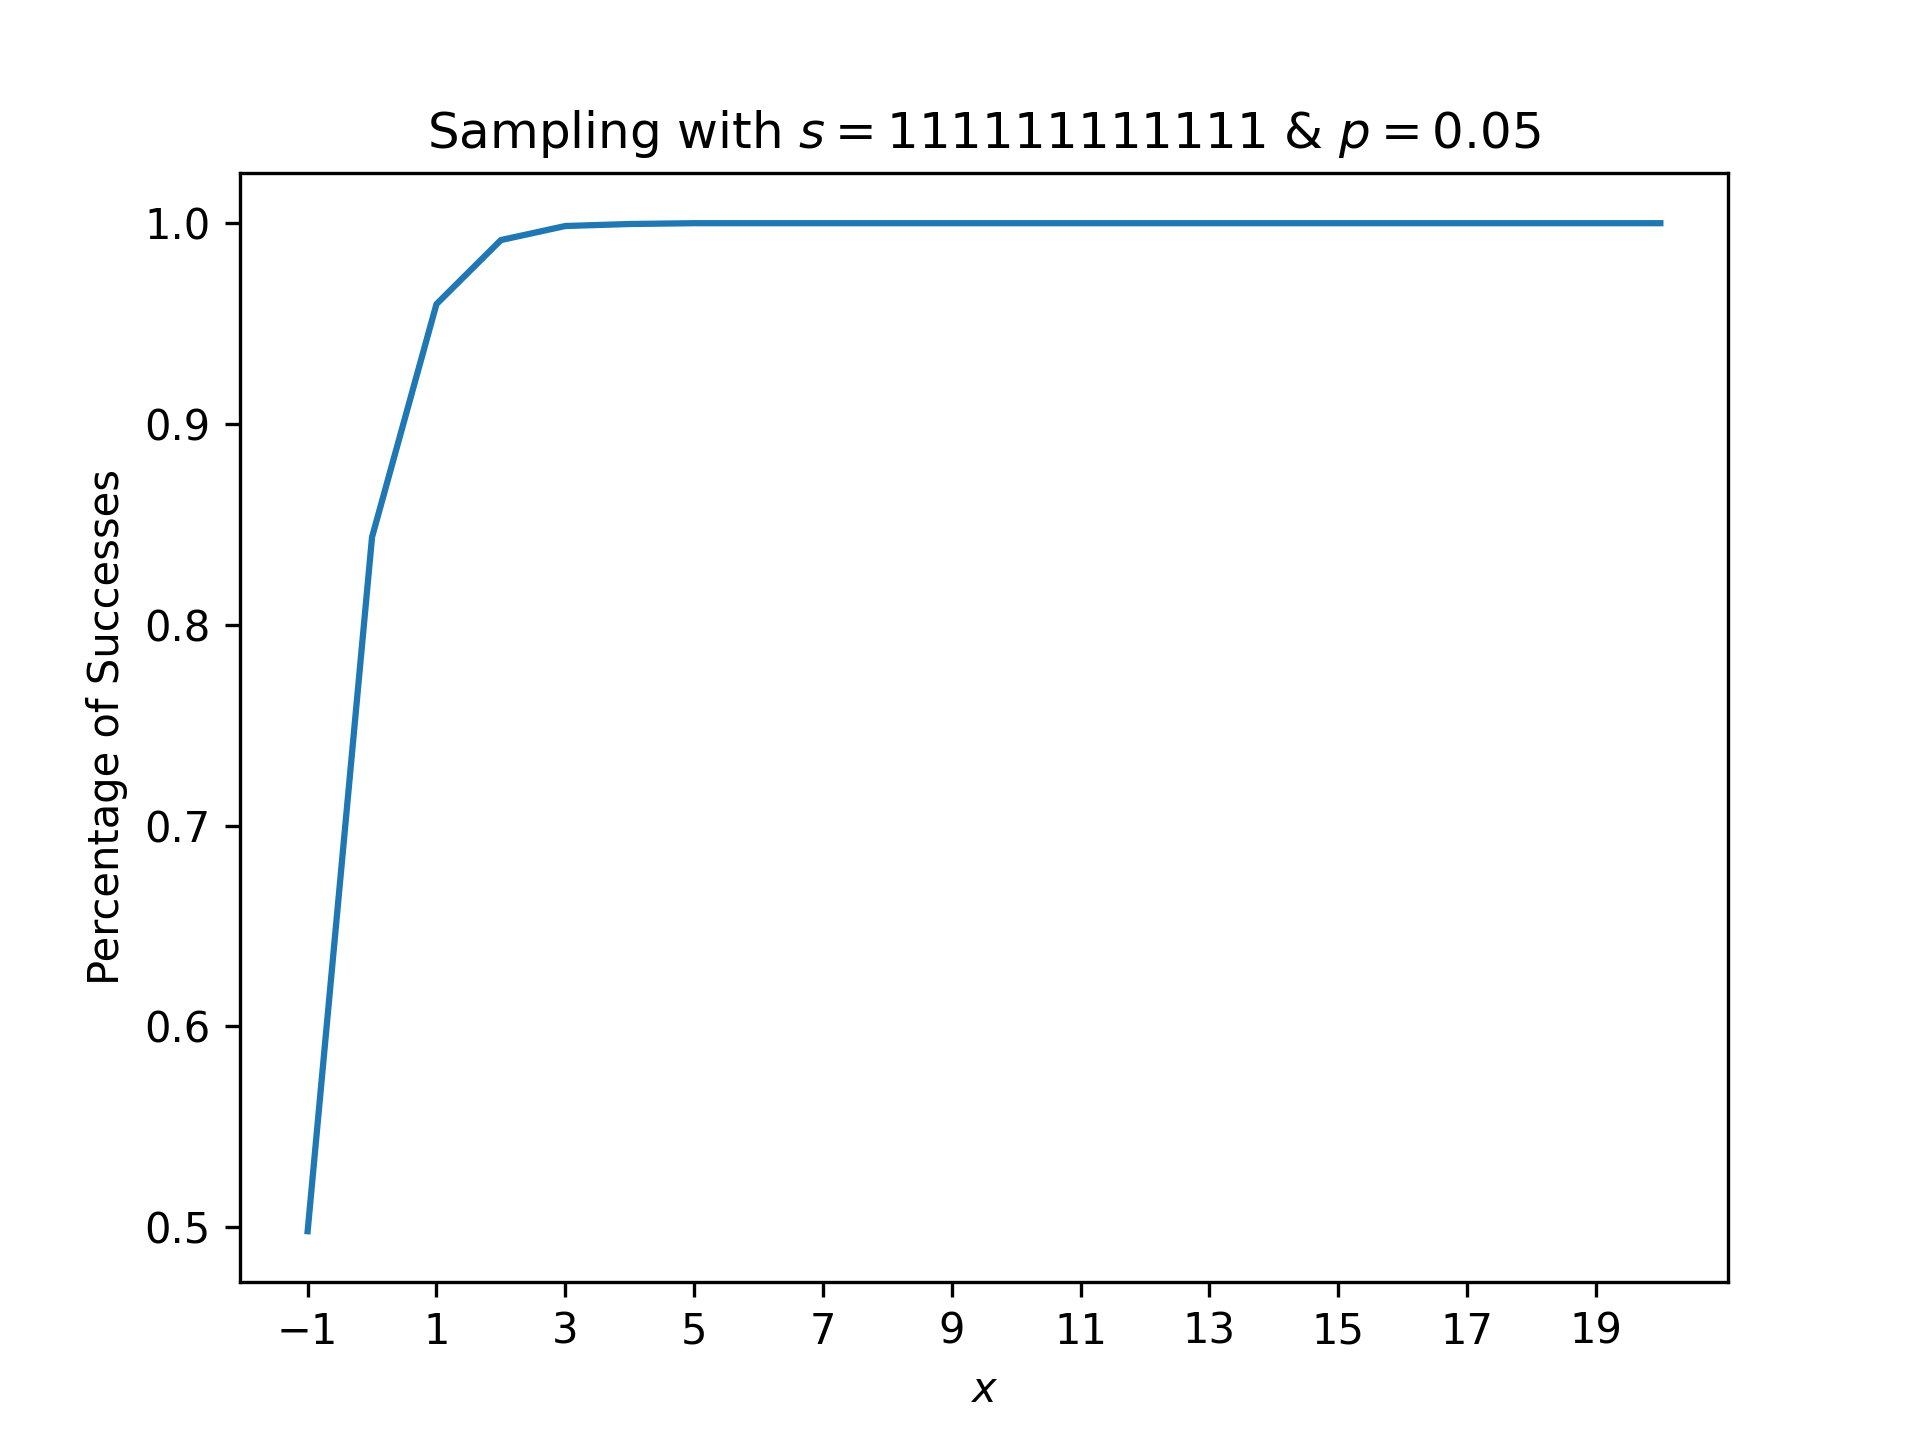 Sampling with s = 111111111111 & p = 0.05
1.0
0.9
0.8
0.7
0.6
0.5
Percentage of Successes
−1 1 3 5 7 9 11 13 15 17 19
x